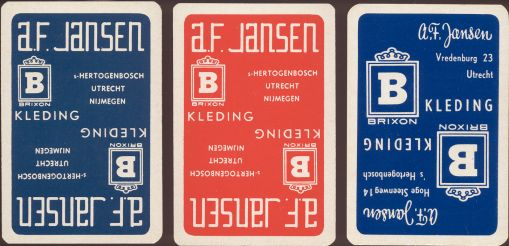 a.F. Jansen
B
BRIXON
s-HERTOGENBOSCH
UTRECHT
NIJMEGEN
KLEDING
KLEDING
B
BRIXON
NIJMEGEN
UTRECHT
s-HERTOGENBOSCH
a.F. Jansen
a.F. Jansen
B
BRIXON
s-HERTOGENBOSCH
UTRECHT
NIJMEGEN
KLEDING
KLEDING
B
BRIXON
NIJMEGEN
UTRECHT
s-HERTOGENBOSCH
a.F. Jansen
A.F. Jansen
Vredenburg 23
Utrecht
B
BRIXON
KLEDING
KLEDING
B
BRIXON
's Hertogenbosch
Hoge Steenweg 14
A.F. Jansen